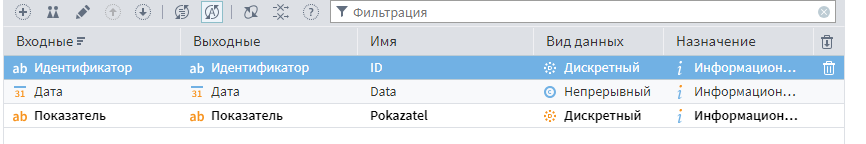 Фильтрация
Входные Выходные Имя Вид данных Назначение
ab Идентификатор ab Идентификатор ID Дискретный Информацион...
31 Дата 31 Дата Data Непрерывный Информацион...
ab Показатель ab Показатель Pokazatel Дискретный Информацион...